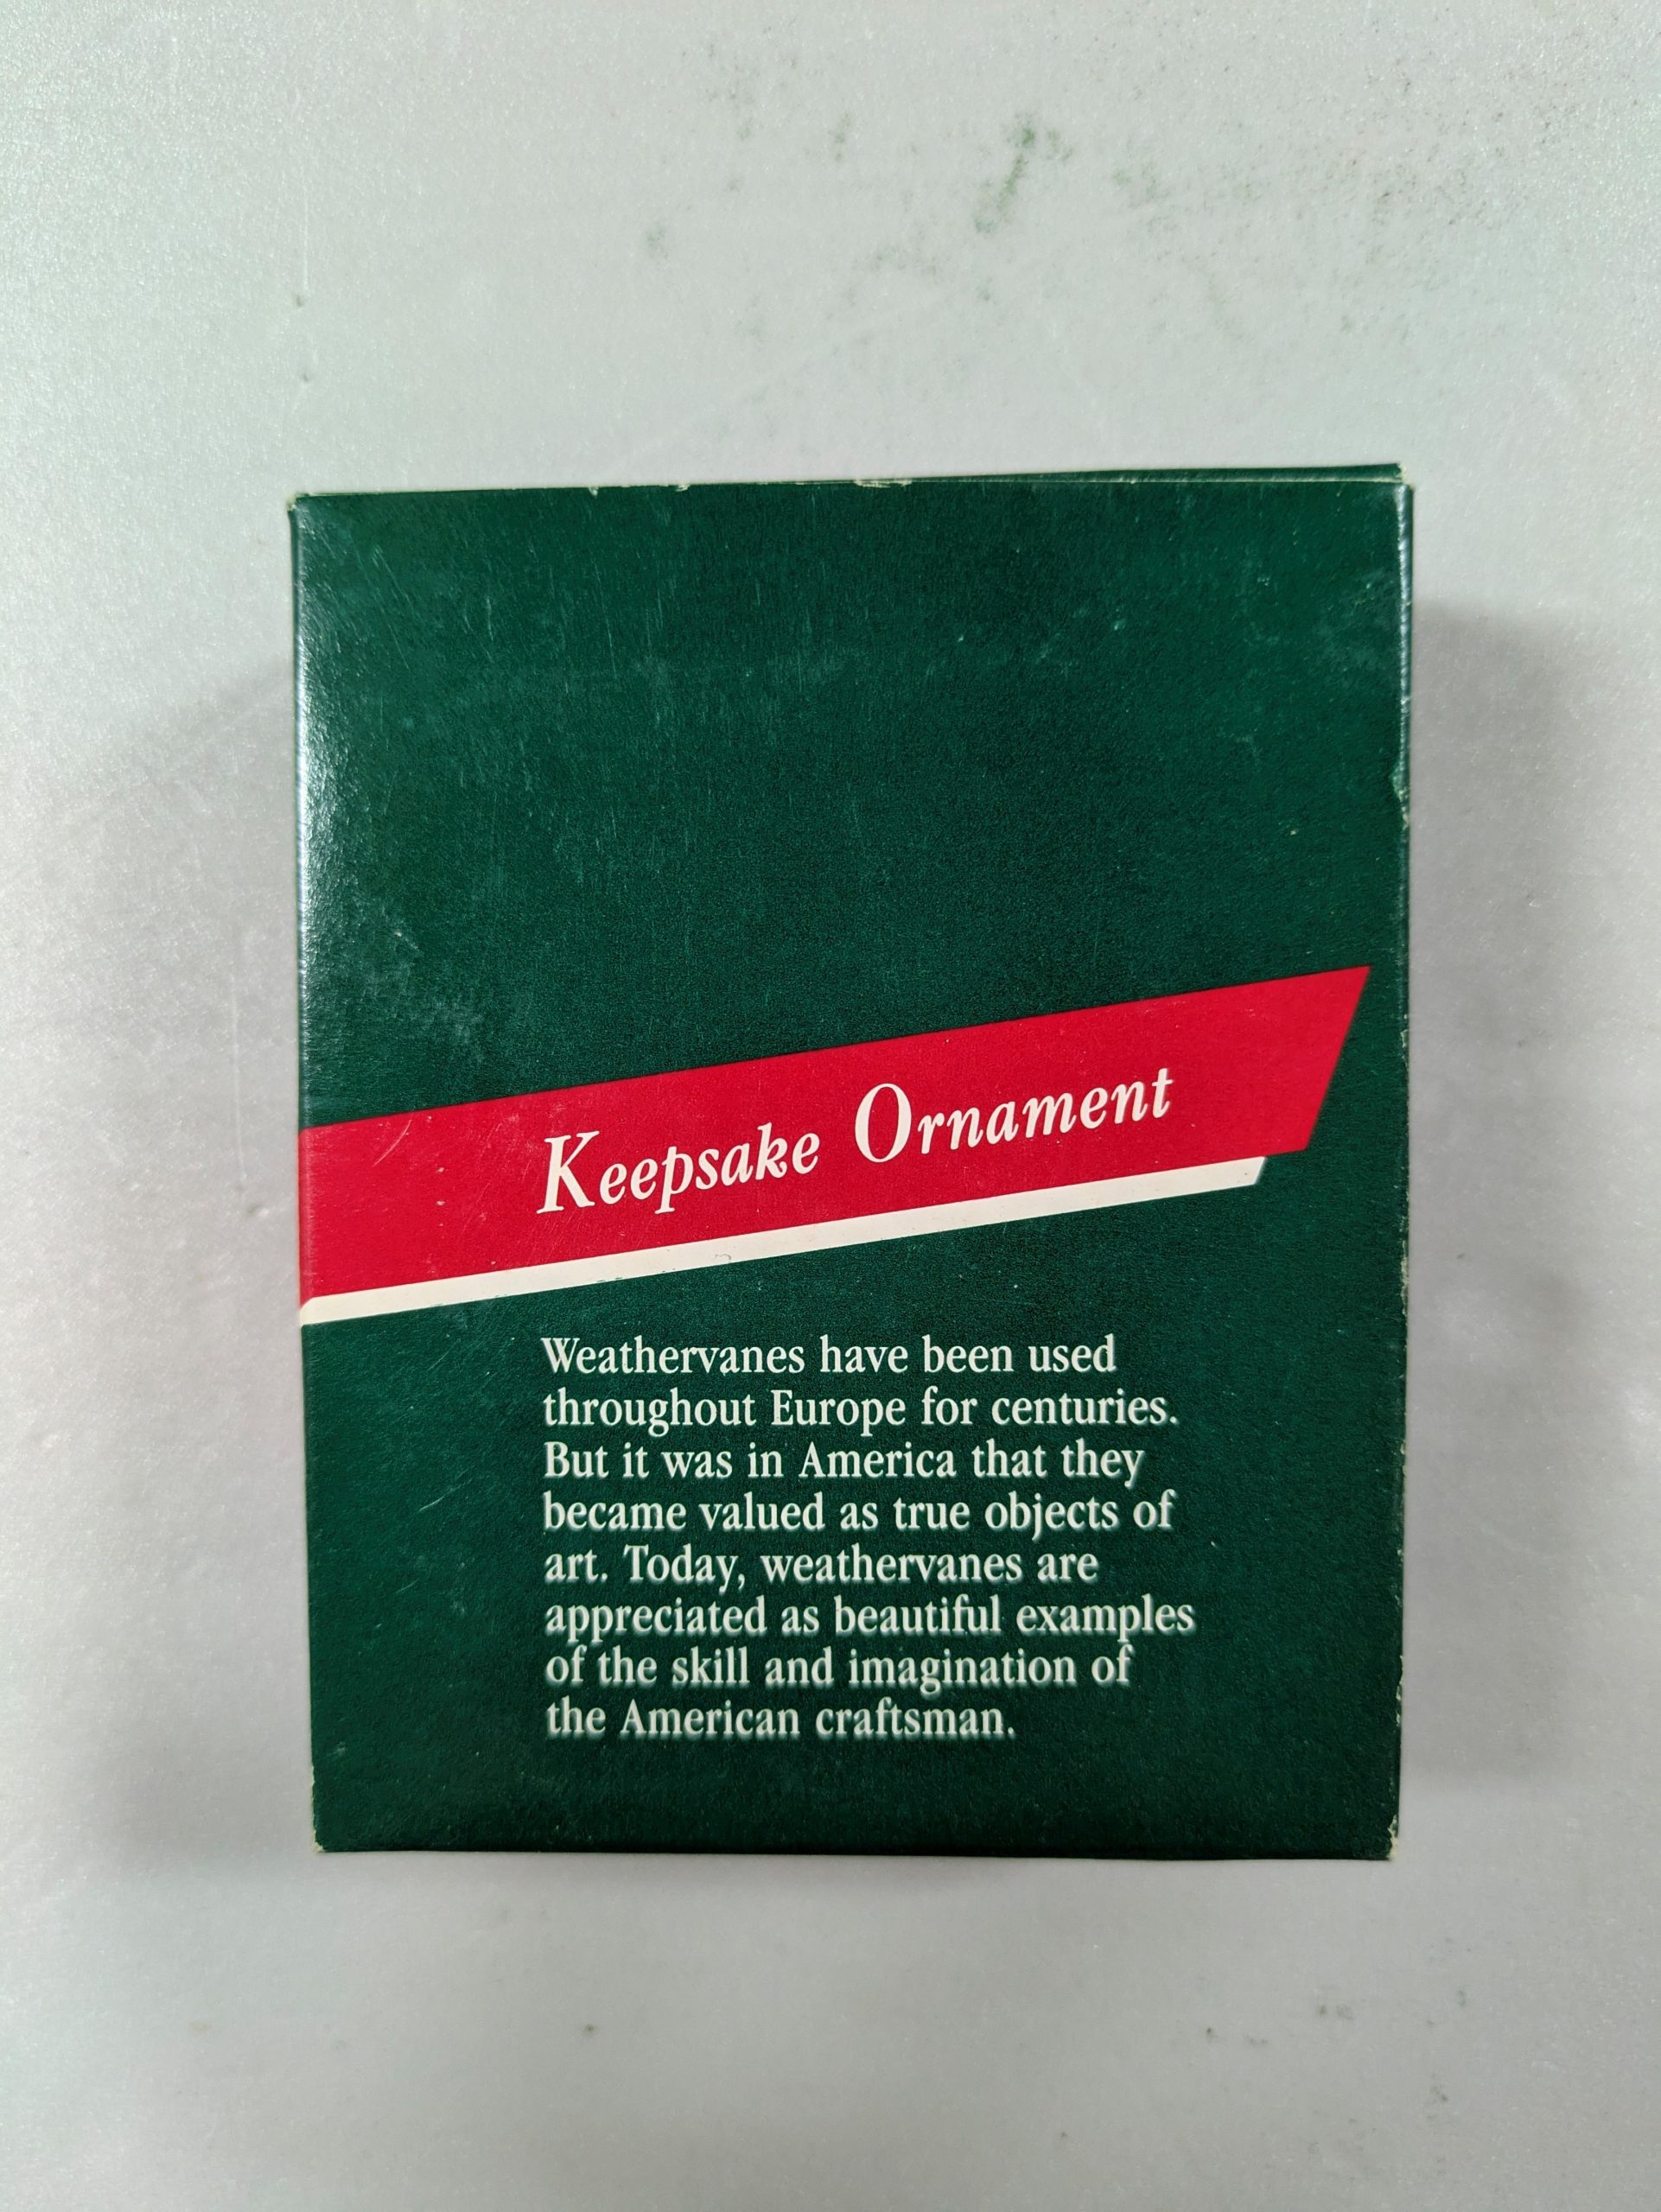 Keepsake Ornament
Weathervanes have been used
throughout Europe for centuries.
But it was in America that they
became valued as true objects of
art. Today, weathervanes are
appreciated as beautiful examples
of the skill and imagination of
the American craftsman.